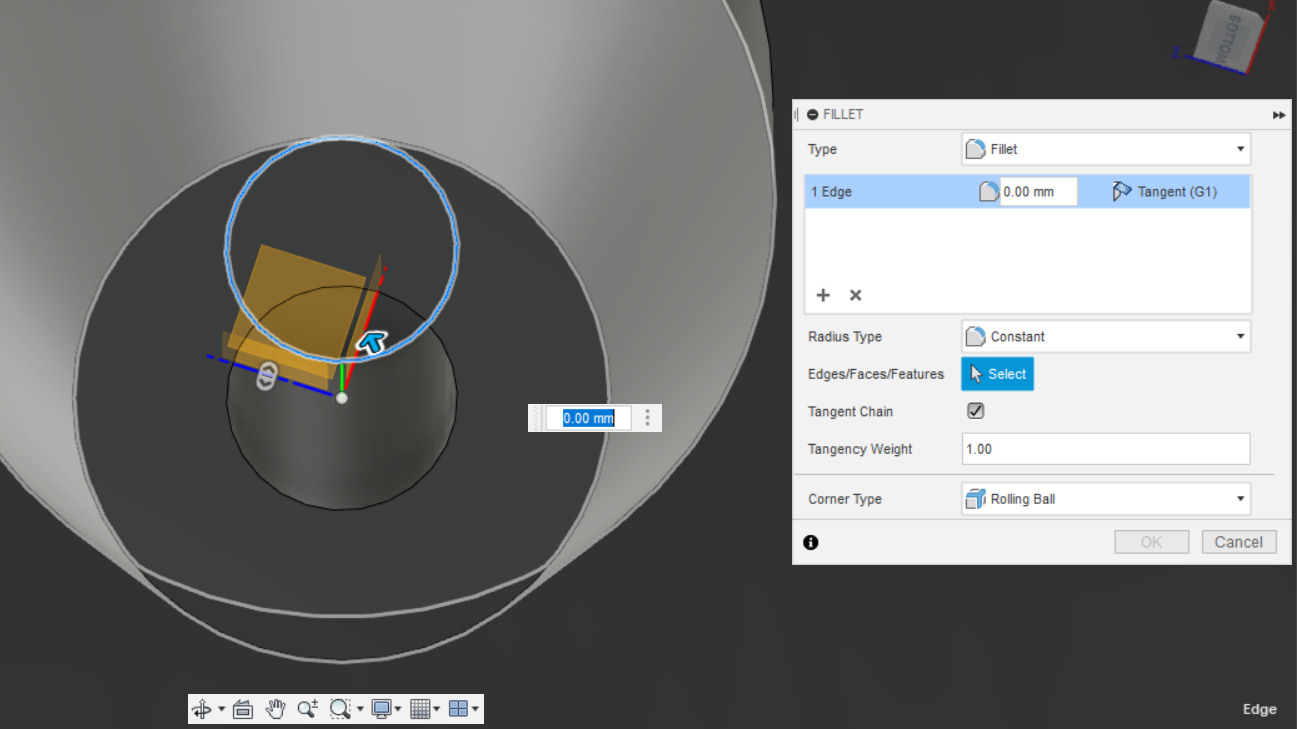 BOTTOM
Z
FILLET
Type
Fillet
1 Edge
0.00 mm
Tangent (G1)
Radius Type
Constant
Edges/Faces/Features
Select
Tangent Chain
0.00 mm
Tangency Weight
1.00
Corner Type
Rolling Ball
OK
Cancel
Edge